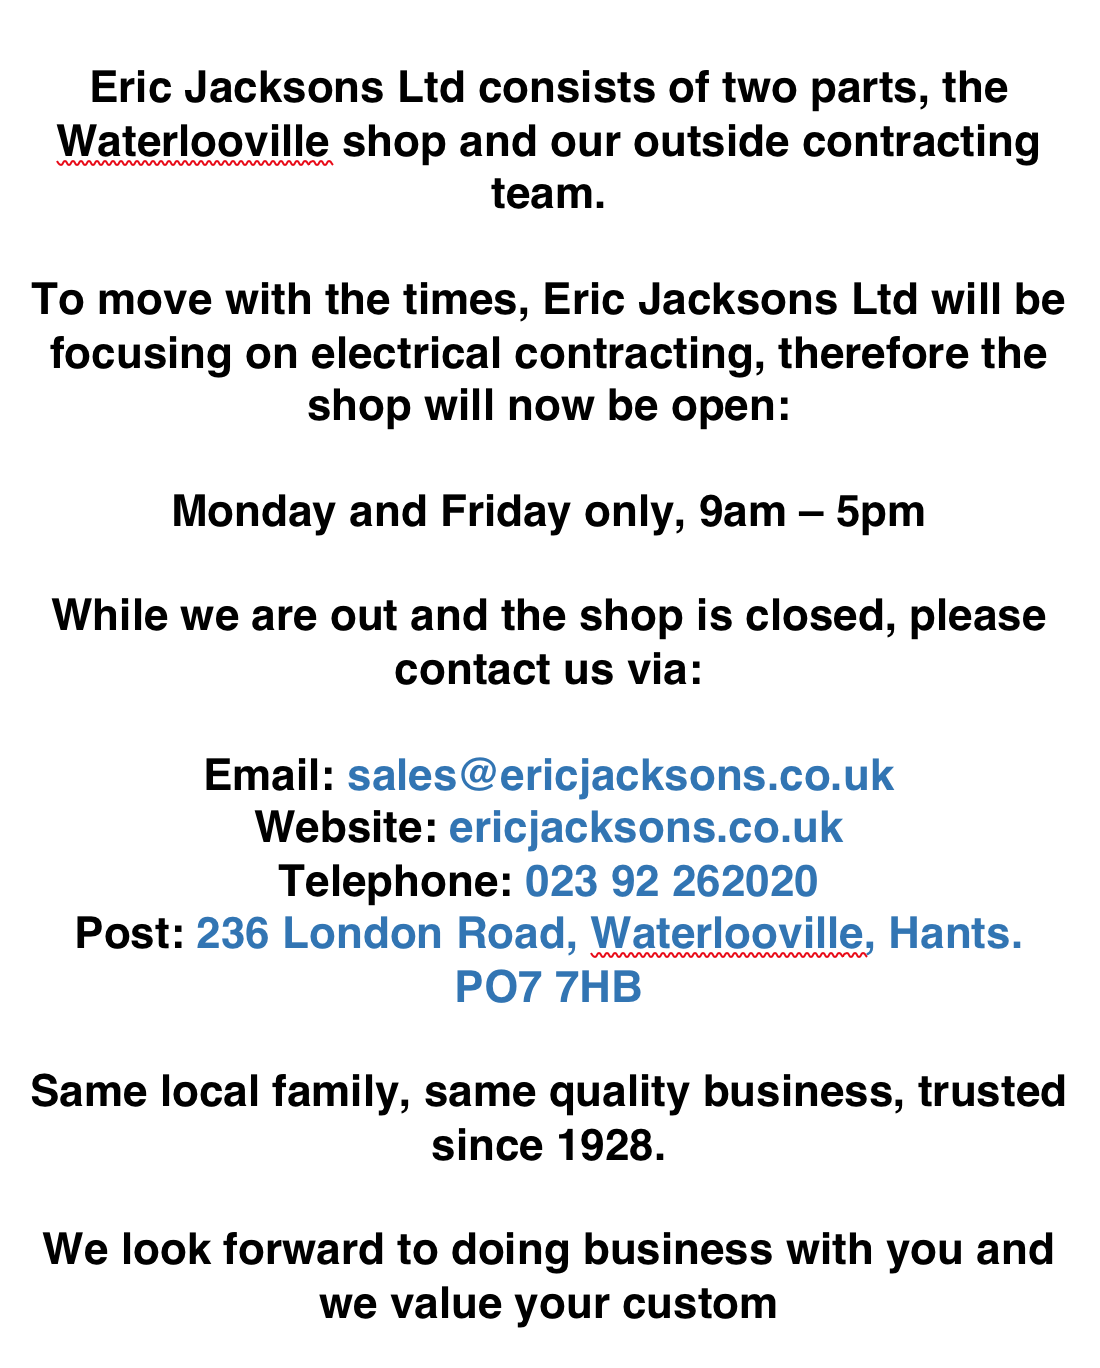 Eric Jacksons Ltd consists of two parts, the
Waterlooville shop and our outside contracting
team.
To move with the times, Eric Jacksons Ltd will be
focusing on electrical contracting, therefore the
shop will now be open:
Monday and Friday only, 9am – 5pm
While we are out and the shop is closed, please
contact us via:
Email: sales@ericjacksons.co.uk
Website: ericjacksons.co.uk
Telephone: 023 92 262020
Post: 236 London Road, Waterlooville, Hants.
PO7 7HB
Same local family, same quality business, trusted
since 1928.
We look forward to doing business with you and
we value your custom